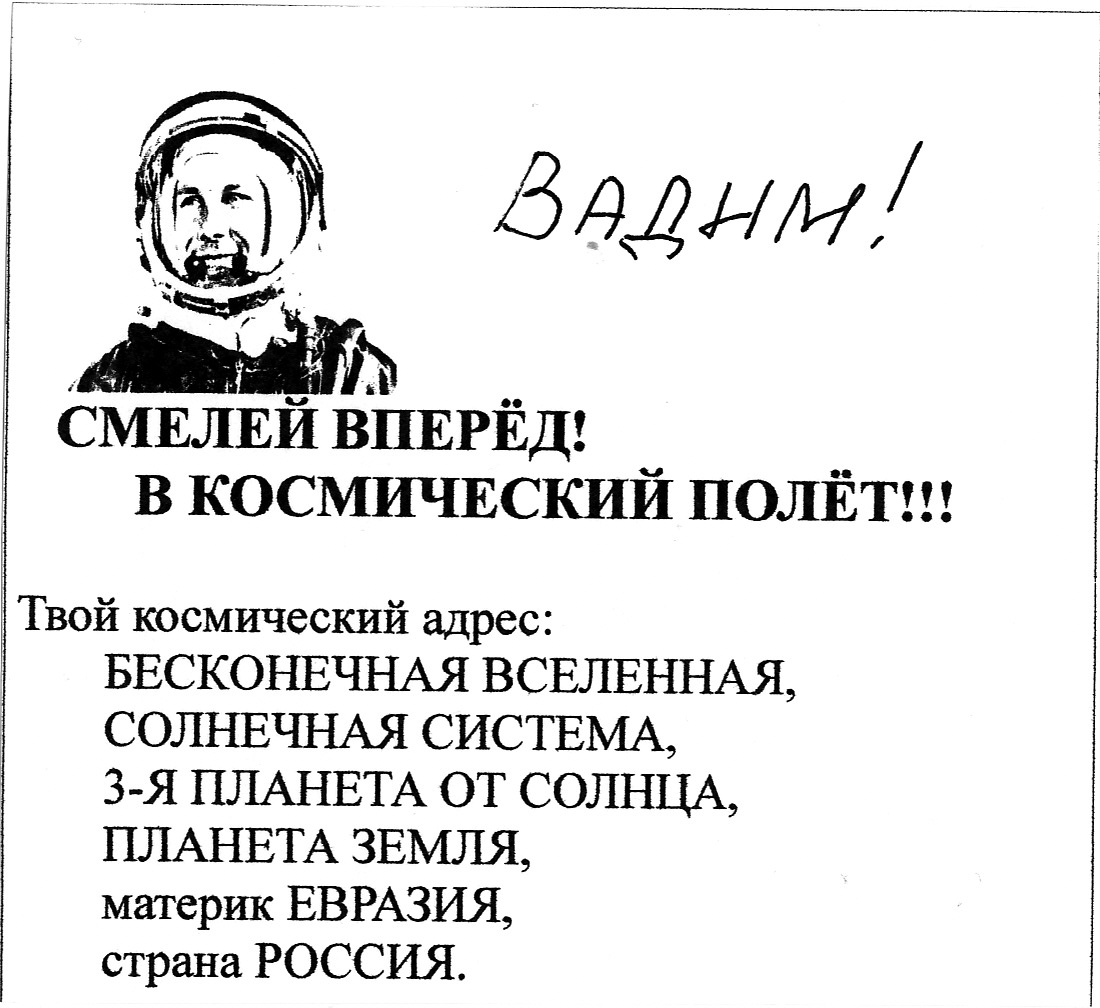 ВАДИМ!
СМЕЛЕЙ ВПЕРЁД!
В КОСМИЧЕСКИЙ ПОЛЁТ!!!
Твой космический адрес:
БЕСКОНЕЧНАЯ ВСЕЛЕННАЯ,
СОЛНЕЧНАЯ СИСТЕМА,
3-Я ПЛАНЕТА ОТ СОЛНЦА,
ПЛАНЕТА ЗЕМЛЯ,
материк ЕВРАЗИЯ,
страна РОССИЯ.